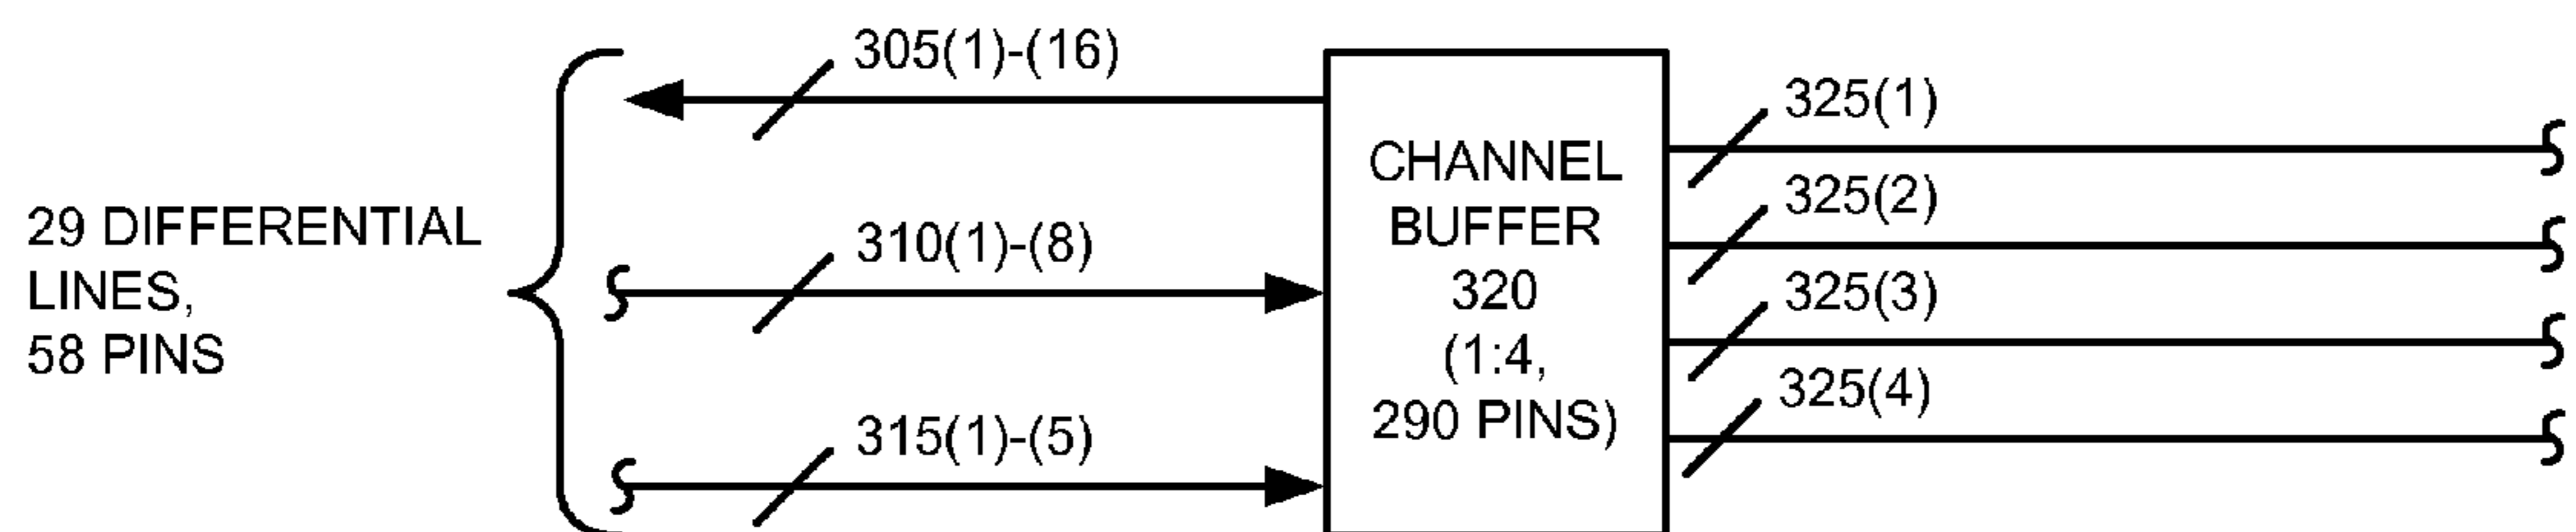 305(1)-(16)
325(1)
CHANNEL
BUFFER
320
(1:4,
290 PINS)
325(2)
29 DIFFERENTIAL
LINES,
58 PINS
310(1)-(8)
325(3)
325(4)
315(1)-(5)